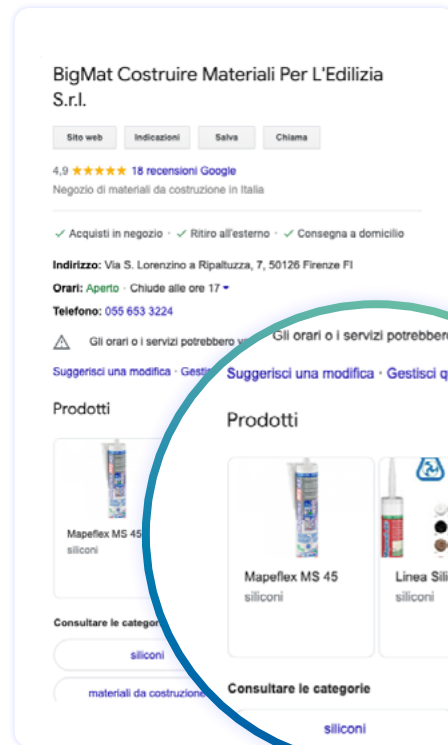 BigMat Costruire Materiali Per L'Edilizia
S.r.l.
Sito web Indicazioni Salva Chiama
4,9 ★★★★★ 18 recensioni Google
Negozio di materiali da costruzione in Italia
✓ Acquisti in negozio · ✓ Ritiro all'esterno · ✓ Consegna a domicilio
Indirizzo: Via S. Lorenzino a Ripaltuzza, 7, 50126 Firenze FI
Orari: Aperto · Chiude alle ore 17
Telefono: 055 653 3224
Gli orari o i servizi potrebbero
Suggerisci una modifica ·
Prodotti
Mapeflex MS 45
siliconi
Consultare le
siliconi
materiali da costruzione
Gli orari o i servizi
Suggerisci una modifica · Gestisci
Prodotti
Mapeflex MS 45
siliconi
Linea
siliconi
Consultare le categorie
siliconi